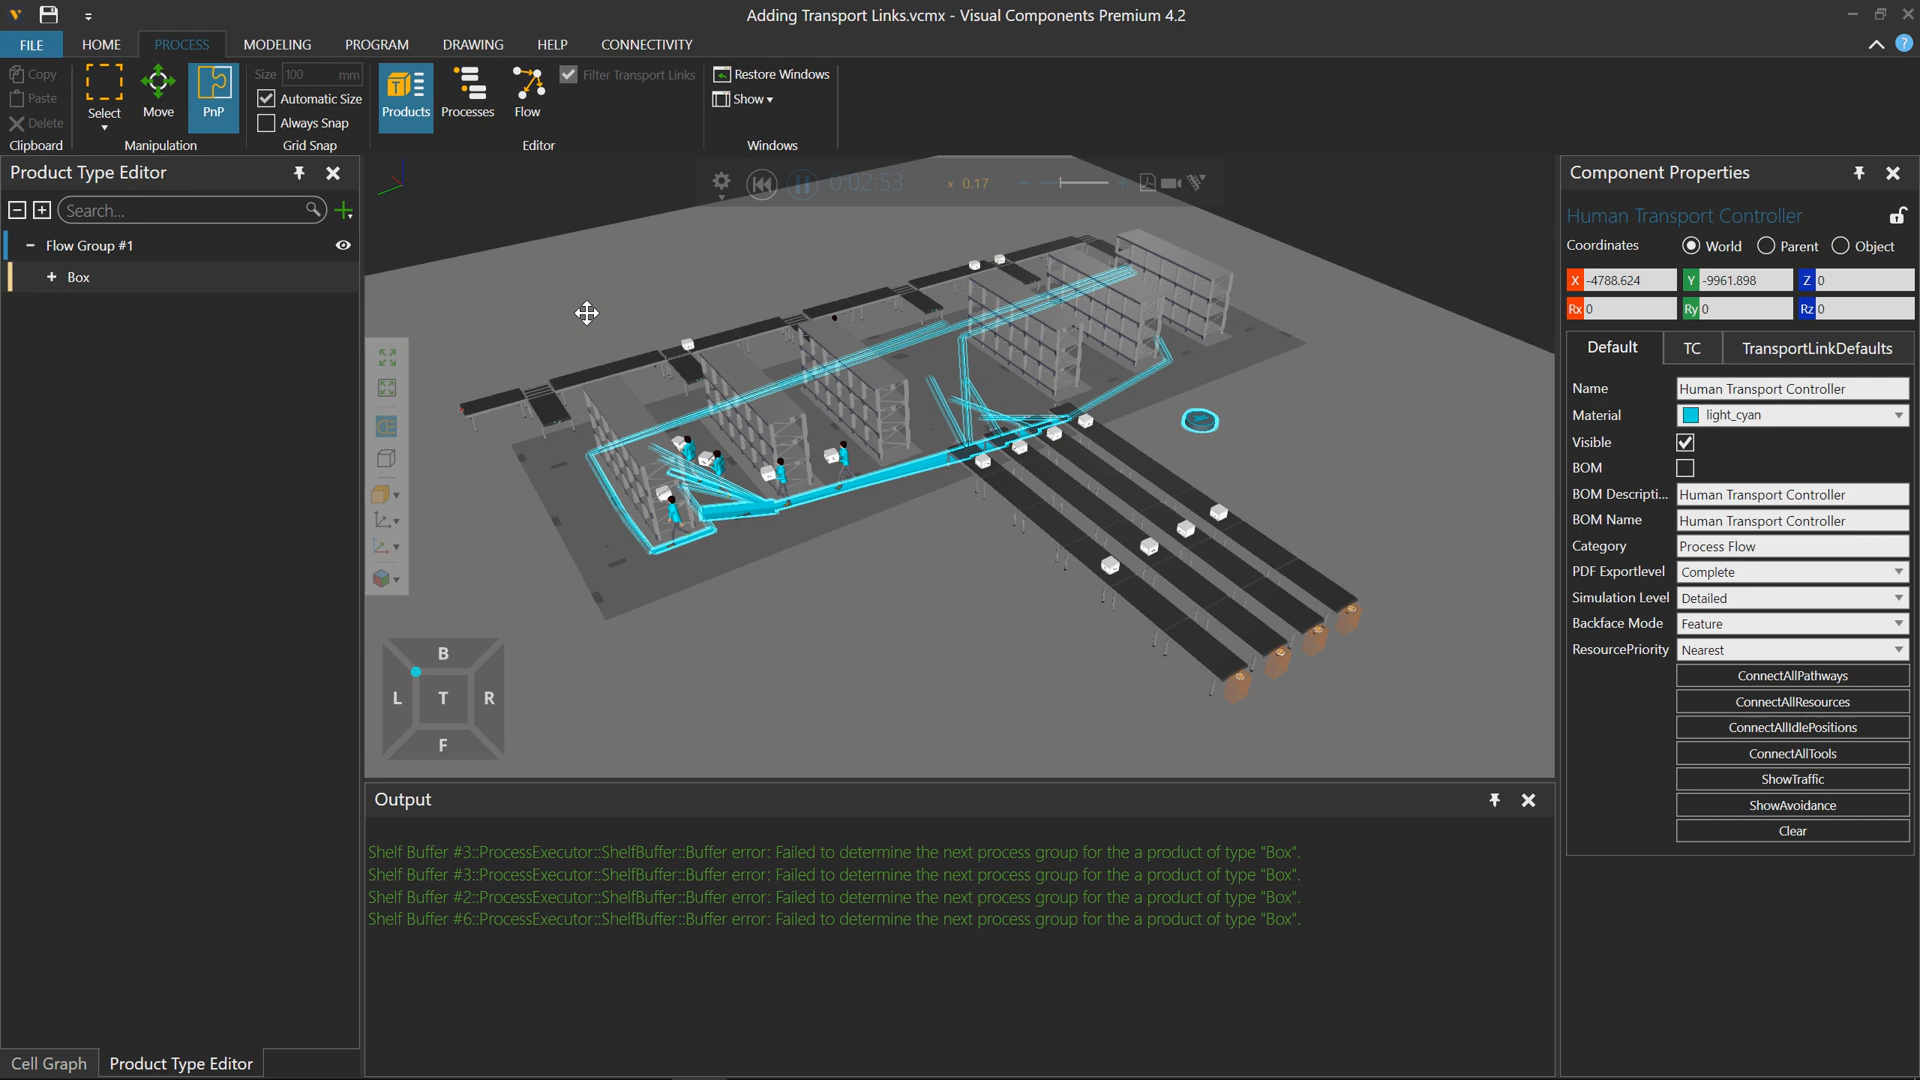 Adding Transport Links.vcmx - Visual Components Premium 4.2
FILE HOME PROCESS MODELING PROGRAM DRAWING HELP CONNECTIVITY
Copy
Paste
Delete
Clipboard
Select
Move
PnP
Manipulation
Size 100 mm
Automatic Size
Always Snap
Grid Snap
Products
Processes
Flow
Filter Transport Links
Editor
Restore Windows
Show
Windows
Product Type Editor
Search...
Flow Group #1
Box
0:02:53
x 0.17
B
L T R
F
Output
Shelf Buffer #3::ProcessExecutor::ShelfBuffer::Buffer error: Failed to determine the next process group for the a product of type "Box".
Shelf Buffer #3::ProcessExecutor::ShelfBuffer::Buffer error: Failed to determine the next process group for the a product of type "Box".
Shelf Buffer #2::ProcessExecutor::ShelfBuffer::Buffer error: Failed to determine the next process group for the a product of type "Box".
Shelf Buffer #6::ProcessExecutor::ShelfBuffer::Buffer error: Failed to determine the next process group for the a product of type "Box".
Cell Graph Product Type Editor
Component Properties
Human Transport Controller
Coordinates World Parent Object
X -4788.624 Y -9961.898 Z 0
Rx 0 Ry 0 Rz 0
Default TC TransportLinkDefaults
Name Human Transport Controller
Material light_cyan
Visible
BOM
BOM Descripti... Human Transport Controller
BOM Name Human Transport Controller
Category Process Flow
PDF Exportlevel Complete
Simulation Level Detailed
Backface Mode Feature
ResourcePriority Nearest
ConnectAllPathways
ConnectAllResources
ConnectAllIdlePositions
ConnectAllTools
ShowTraffic
ShowAvoidance
Clear